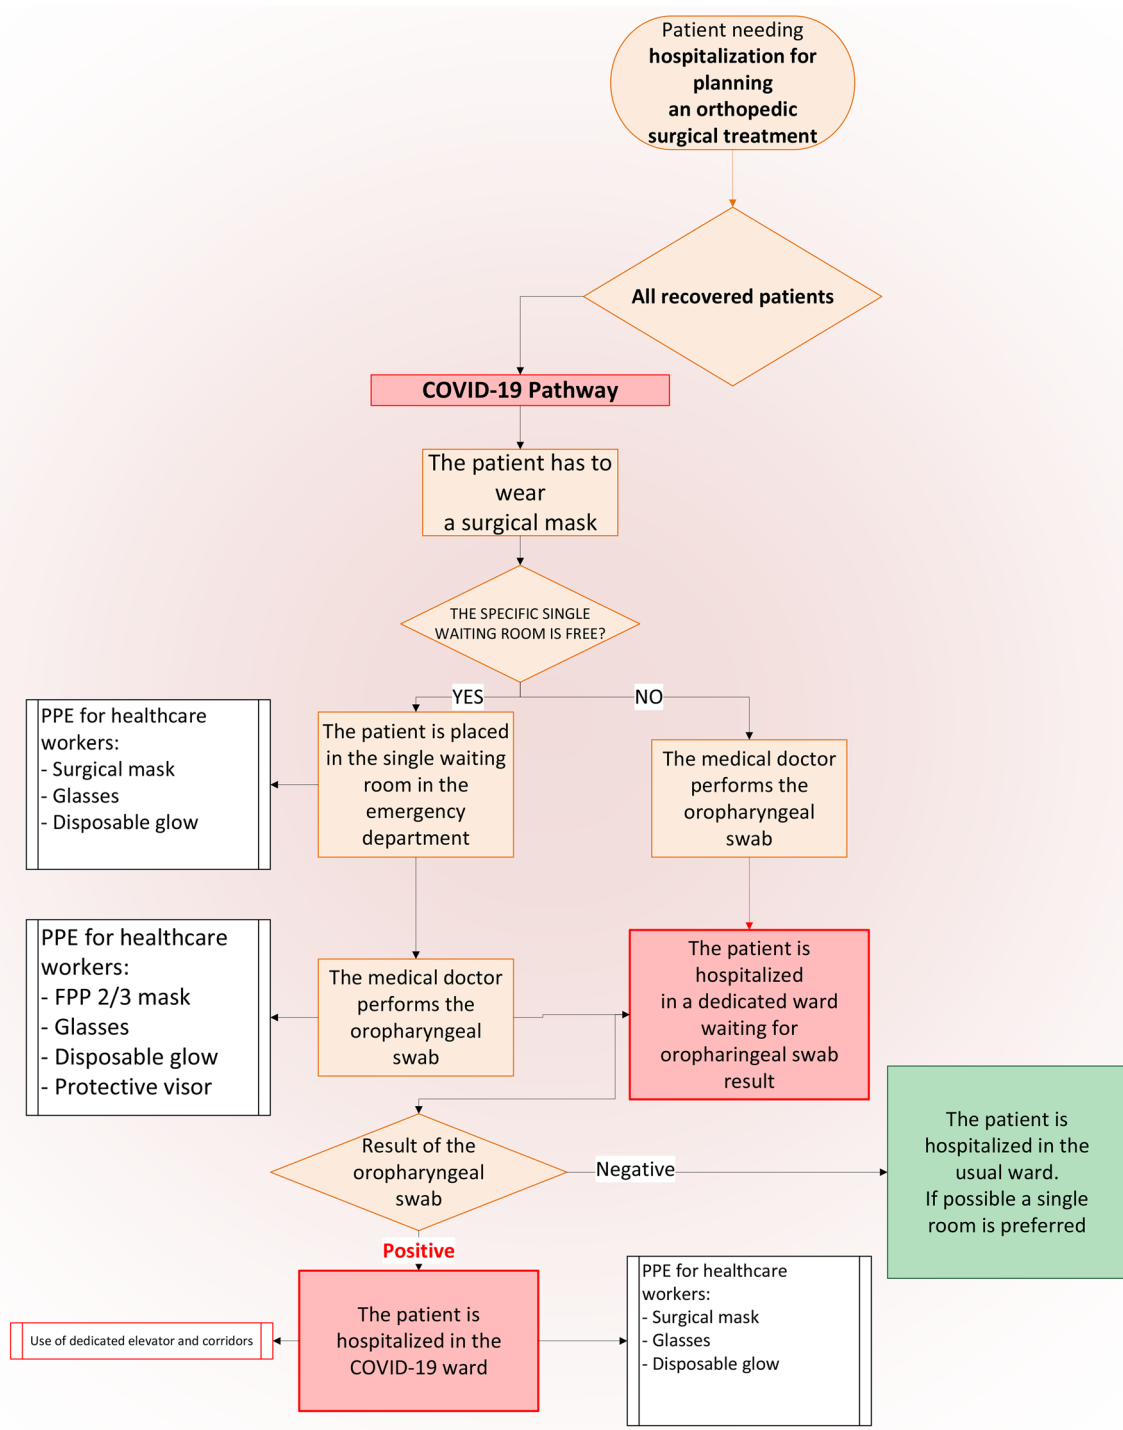 Patient needing
hospitalization for
planning
an orthopedic
surgical treatment
All recovered patients
COVID-19 Pathway
The patient has to
wear
a surgical mask
THE SPECIFIC SINGLE
WAITING ROOM IS FREE?
YES
NO
PPE for healthcare
workers:
- Surgical mask
- Glasses
- Disposable glow
The patient is placed
in the single waiting
room in the
emergency
department
The medical doctor
performs the
oropharyngeal
swab
PPE for healthcare
workers:
- FPP 2/3 mask
- Glasses
- Disposable glow
- Protective visor
The medical doctor
performs the
oropharyngeal
swab
The patient is
hospitalized
in a dedicated ward
waiting for
oropharingeal swab
result
Result of the
oropharyngeal
swab
Negative
The patient is
hospitalized in the
usual ward.
If possible a single
room is preferred
Positive
Use of dedicated elevator and corridors
The patient is
hospitalized in the
COVID-19 ward
PPE for healthcare
workers:
- Surgical mask
- Glasses
- Disposable glow